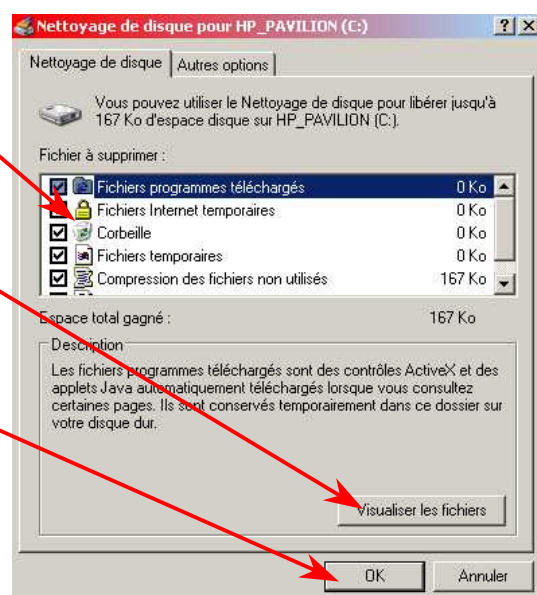 Nettoyage de disque pour HP_PAVILION (C:)
Nettoyage de disque
Autres options
Vous pouvez utiliser le Nettoyage de disque pour libérer jusqu'à
167 Ko d'espace disque sur HP_PAVILION (C:).
Fichier à supprimer :
Fichiers programmes téléchargés 0 Ko
Fichiers Internet temporaires 0 Ko
Corbeille 0 Ko
Fichiers temporaires 0 Ko
Compression des fichiers non utilisés 167 Ko
Espace total gagné : 167 Ko
Description
Les fichiers programmes téléchargés sont des contrôles ActiveX et des
applets Java automatiquement téléchargés lorsque vous consultez
certaines pages. Ils sont conservés temporairement dans ce dossier sur
votre disque dur.
Visualiser les fichiers
OK
Annuler